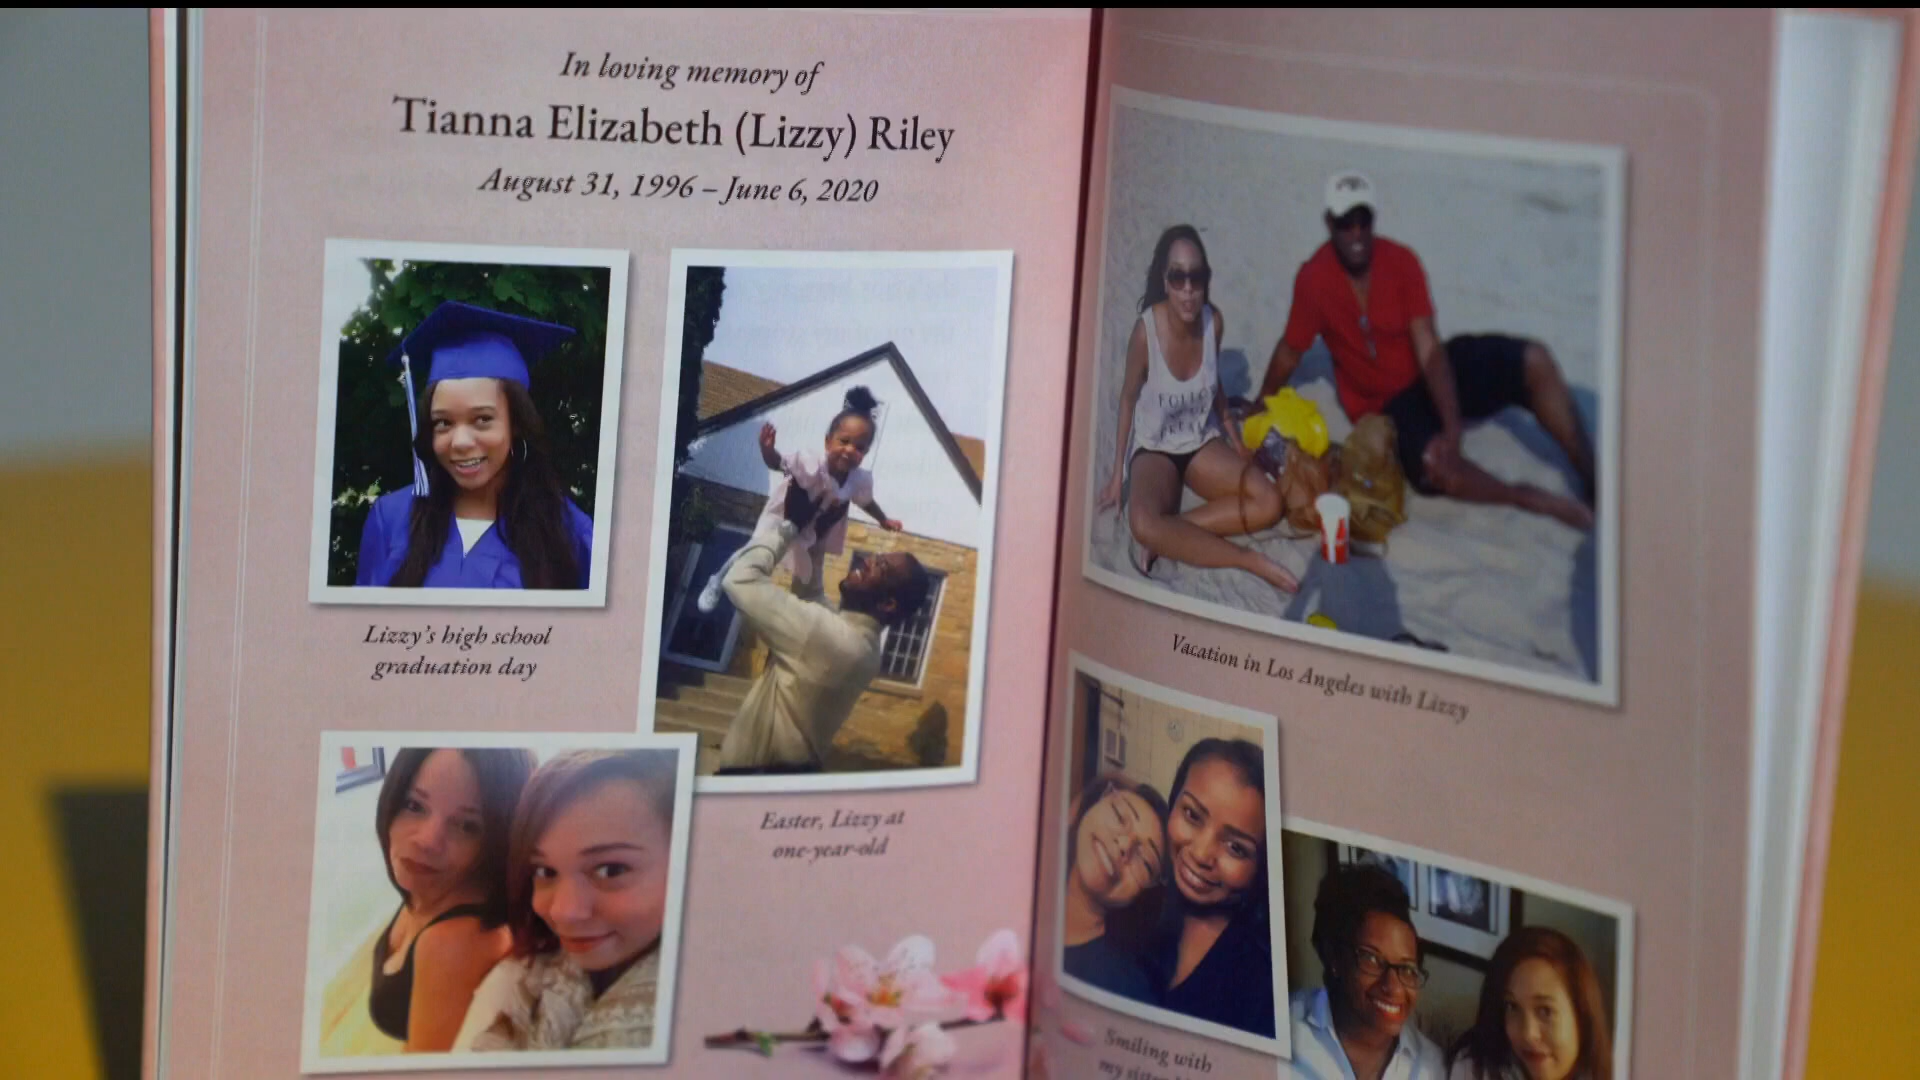 In loving memory of
Tianna Elizabeth (Lizzy) Riley
August 31, 1996 – June 6, 2020
Lizzy's high school
graduation day
Easter, Lizzy at
one-year-old
FOLLOW
Vacation in Los Angeles with Lizzy
Smiling with
my sister